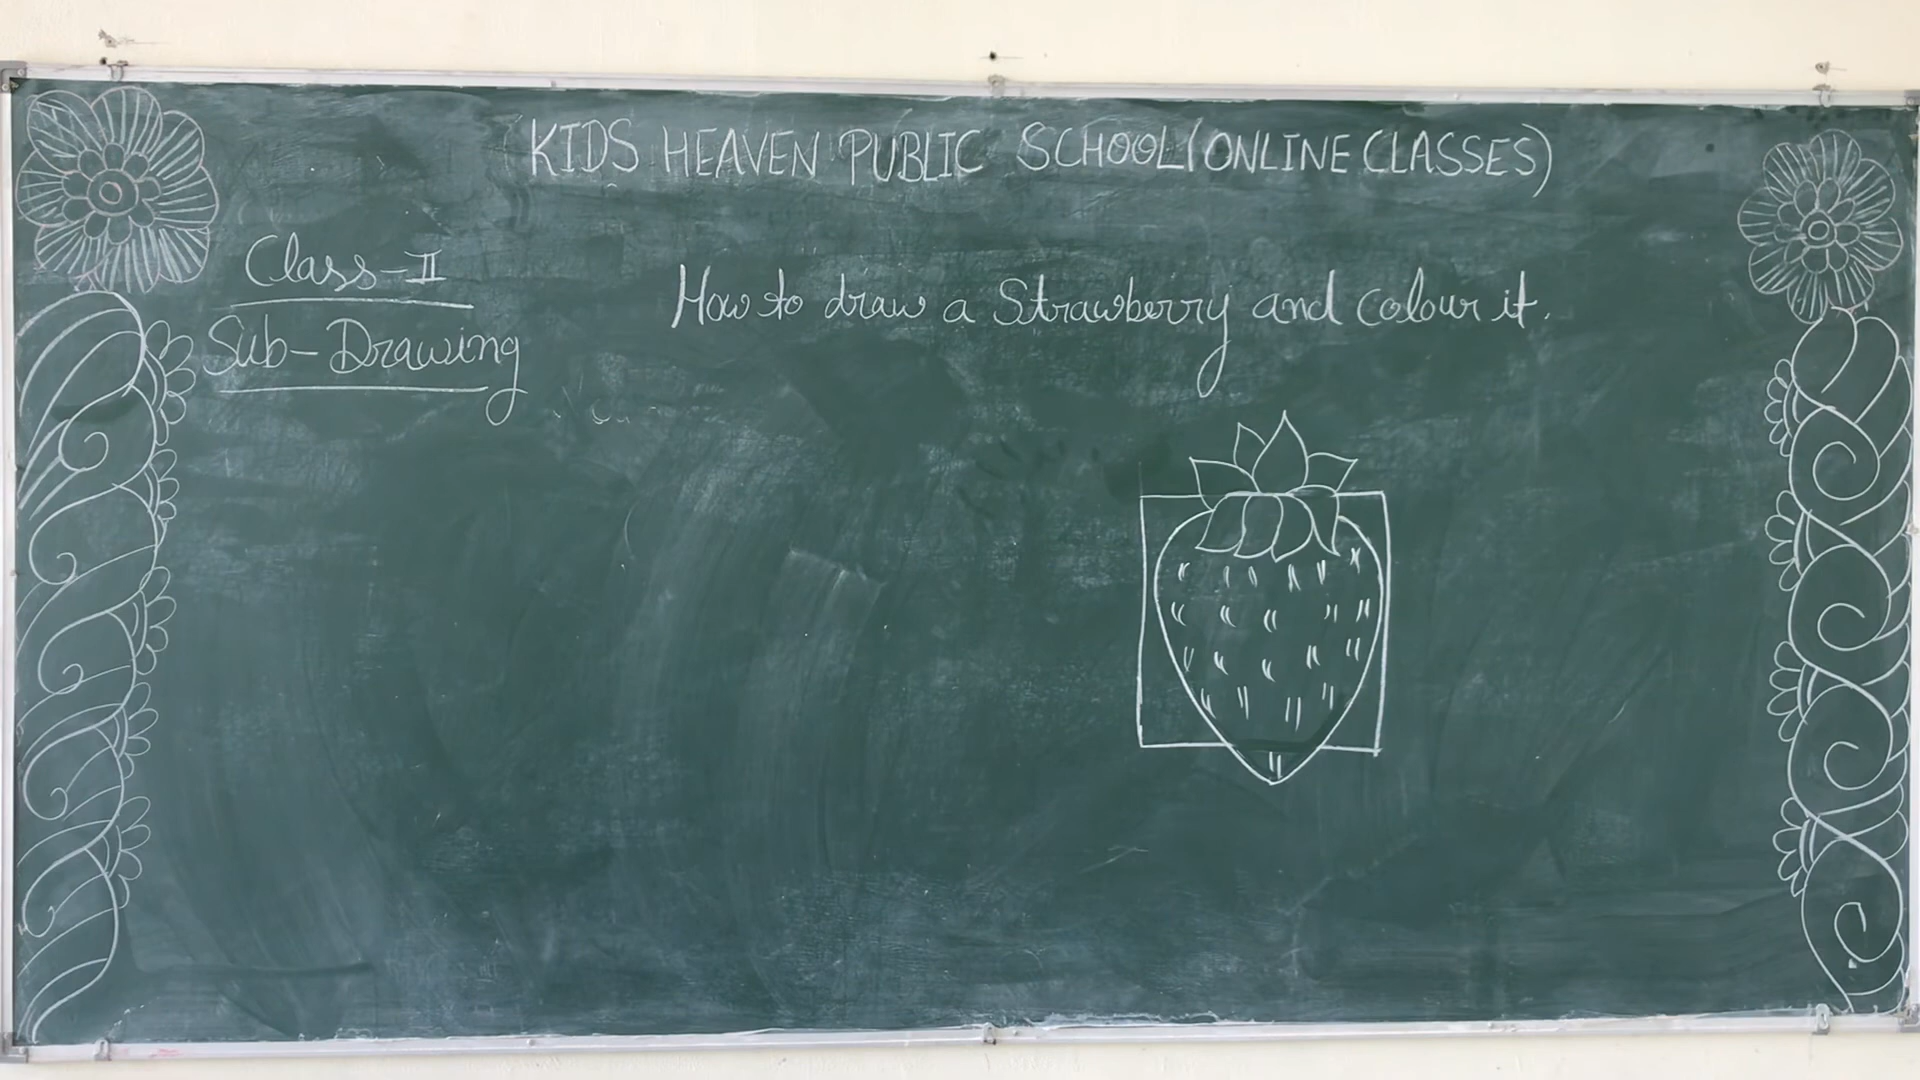 KIDS HEAVEN PUBLIC SCHOOL(ONLINE CLASSES)
Class-II
Sub-Drawing
How to draw a Strawberry and colour it.